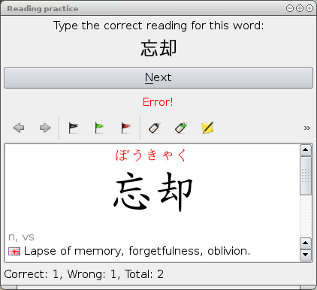 Reading practice
Type the correct reading for this word:
忘却
Next
Error!
»
ぼうきゃく
忘却
n, vs
Lapse of memory, forgetfulness, oblivion.
Correct: 1, Wrong: 1, Total: 2